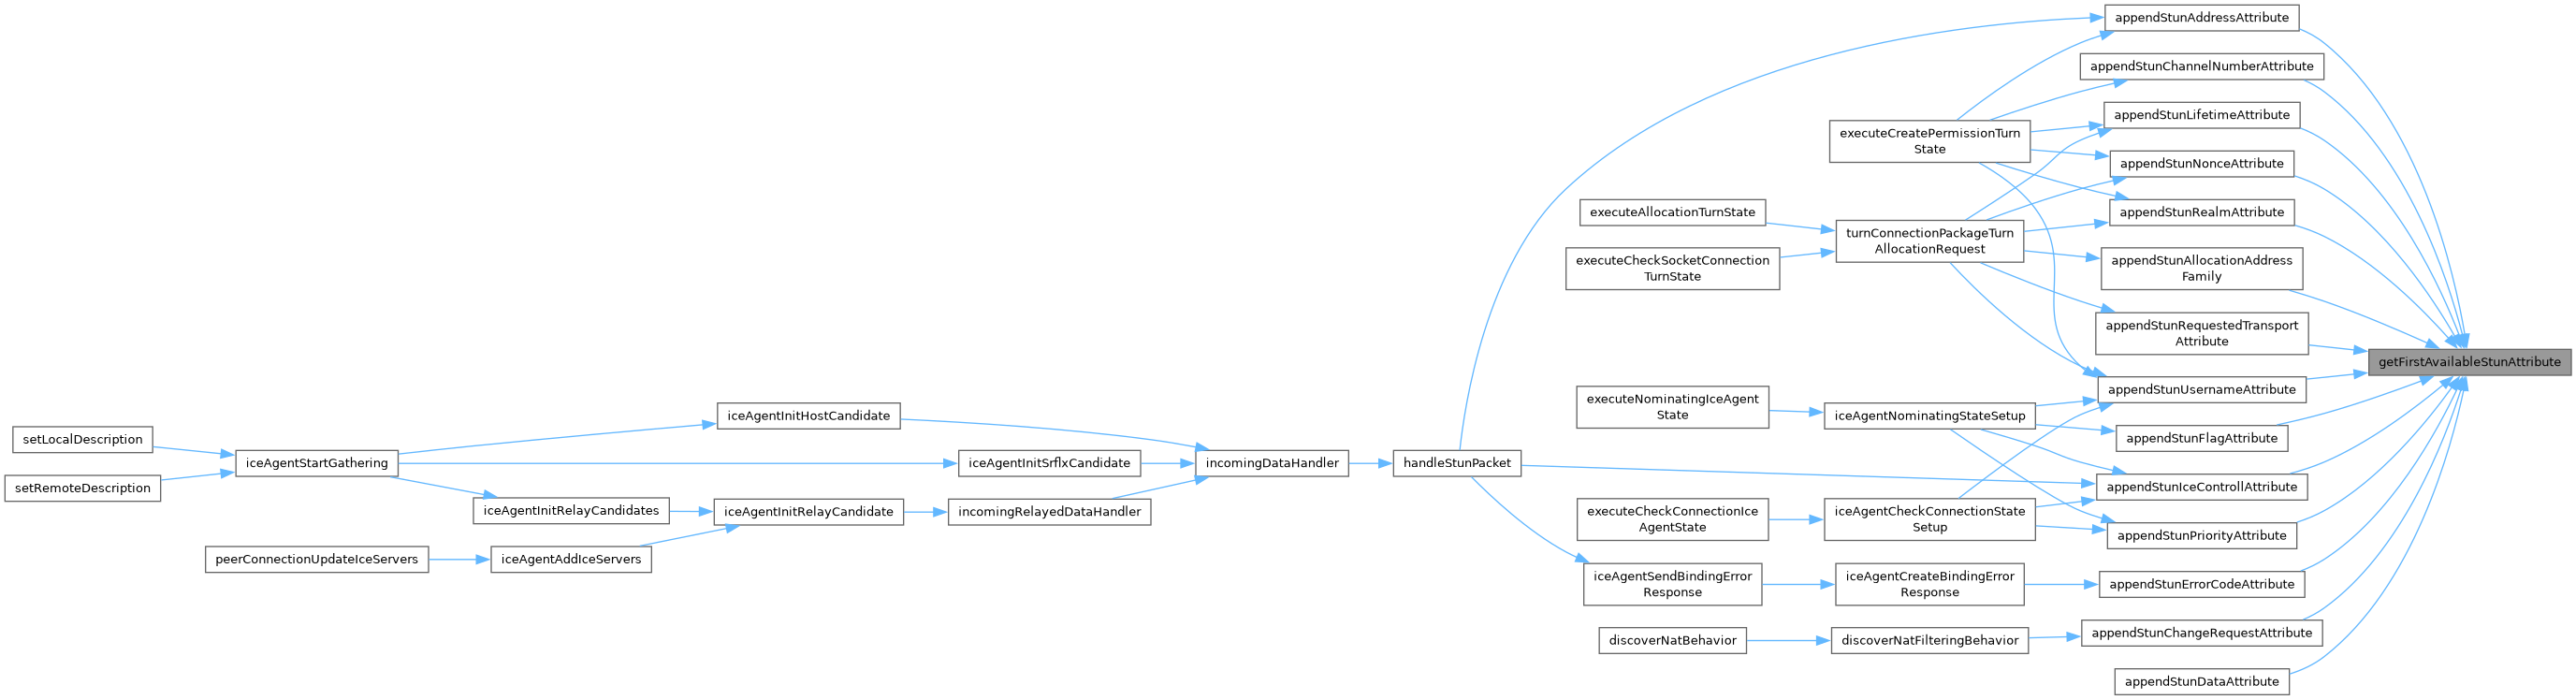 appendStunAddressAttribute
appendStunChannelNumberAttribute
appendStunLifetimeAttribute
executeCreatePermissionTurn
State
appendStunNonceAttribute
executeAllocationTurnState
appendStunRealmAttribute
turnConnectionPackageTurn
AllocationRequest
executeCheckSocketConnection
TurnState
appendStunAllocationAddress
Family
appendStunRequestedTransport
Attribute
getFirstAvailableStunAttribute
appendStunUsernameAttribute
executeNominatingIceAgent
State
iceAgentNominatingStateSetup
iceAgentInitHostCandidate
setLocalDescription
appendStunFlagAttribute
iceAgentStartGathering
iceAgentInitSrflxCandidate
incomingDataHandler
handleStunPacket
setRemoteDescription
appendStunIceControllAttribute
iceAgentInitRelayCandidates
iceAgentInitRelayCandidate
incomingRelayedDataHandler
executeCheckConnectionIce
AgentState
iceAgentCheckConnectionState
Setup
appendStunPriorityAttribute
peerConnectionUpdateIceServers
iceAgentAddIceServers
iceAgentSendBindingError
Response
iceAgentCreateBindingError
Response
appendStunErrorCodeAttribute
discoverNatBehavior
discoverNatFilteringBehavior
appendStunChangeRequestAttribute
appendStunDataAttribute